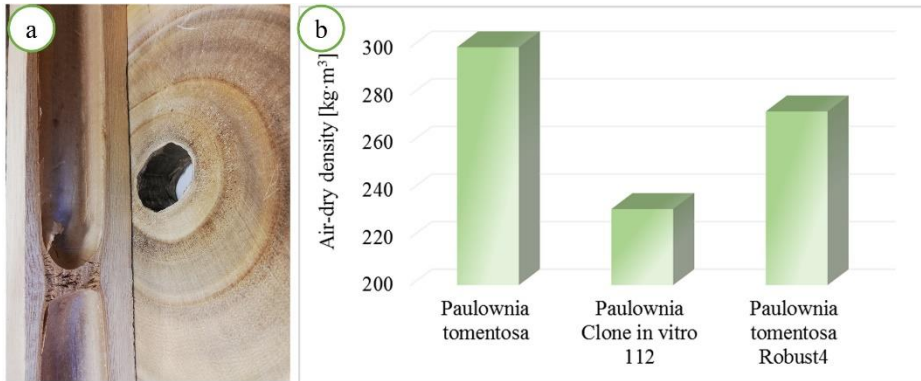 a
b
Air-dry density [kg·m³]
300
280
260
240
220
200
Paulownia
tomentosa
Paulownia
Clone in vitro
112
Paulownia
tomentosa
Robust4